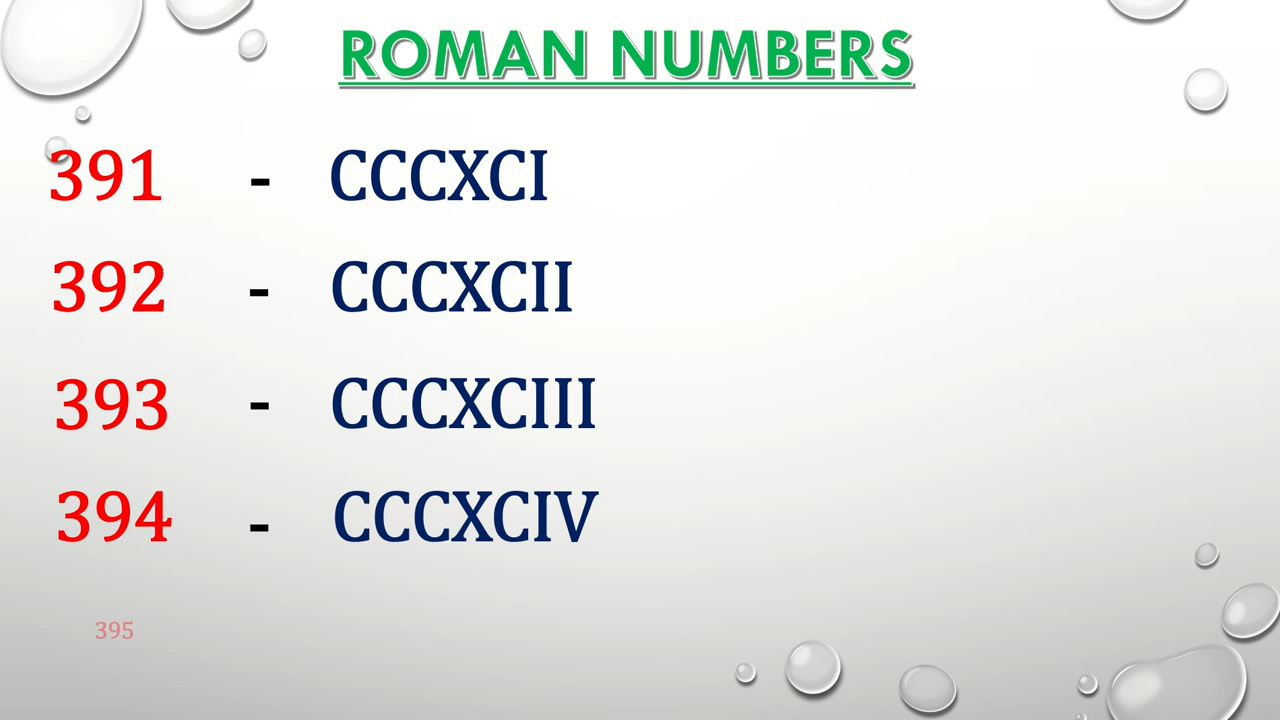 ROMAN NUMBERS
391 - CCCXCI
392 - CCCXCII
393 - CCCXCIII
394 - CCCXCIV
395